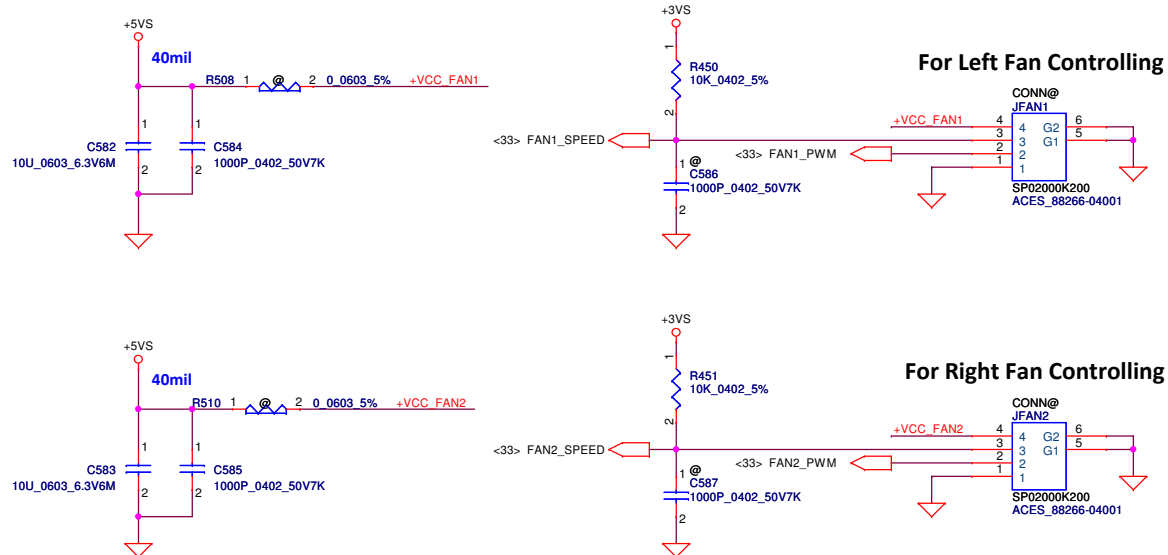 +5VS
40mil
R508 1 @ 2 0_0603_5% +VCC_FAN1
1 1
C582 C584
10U_0603_6.3V6M 1000P_0402_50V7K
2 2
+3VS
1
R450
10K_0402_5%
2
<33> FAN1_SPEED
1 @
C586
1000P_0402_50V7K
2
<33> FAN1_PWM
For Left Fan Controlling
CONN@
JFAN1
+VCC_FAN1 4 4 G2 6
3 3 G1 5
2 2
1 1
SP02000K200
ACES_88266-04001
+5VS
40mil
R510 1 @ 2 0_0603_5% +VCC_FAN2
1 1
C583 C585
10U_0603_6.3V6M 1000P_0402_50V7K
2 2
+3VS
1
R451
10K_0402_5%
2
<33> FAN2_SPEED
1 @
C587
1000P_0402_50V7K
2
<33> FAN2_PWM
For Right Fan Controlling
CONN@
JFAN2
+VCC_FAN2 4 4 G2 6
3 3 G1 5
2 2
1 1
SP02000K200
ACES_88266-04001